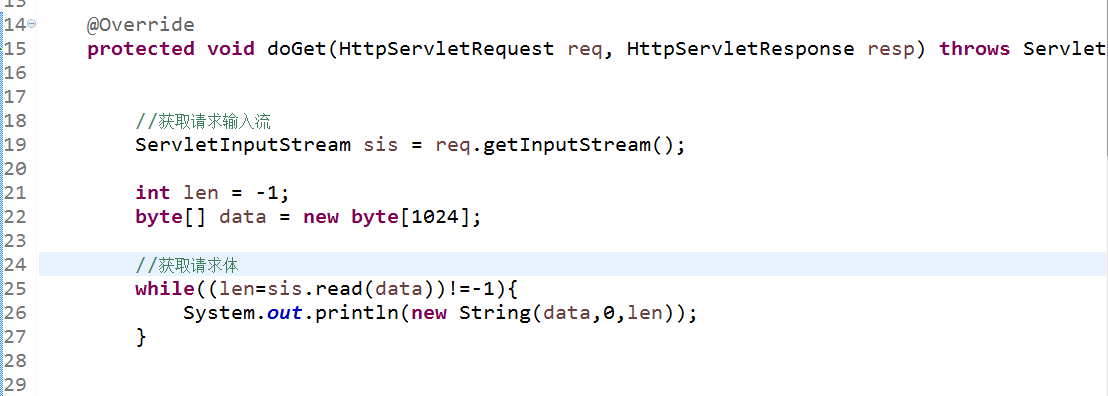 13
14 @Override
15 protected void doGet(HttpServletRequest req, HttpServletResponse resp) throws Servlet
16
17
18 //获取请求输入流
19 ServletInputStream sis = req.getInputStream();
20
21 int len = -1;
22 byte[] data = new byte[1024];
23
24 //获取请求体
25 while((len=sis.read(data))!=-1){
26 System.out.println(new String(data,0,len));
27 }
28
29